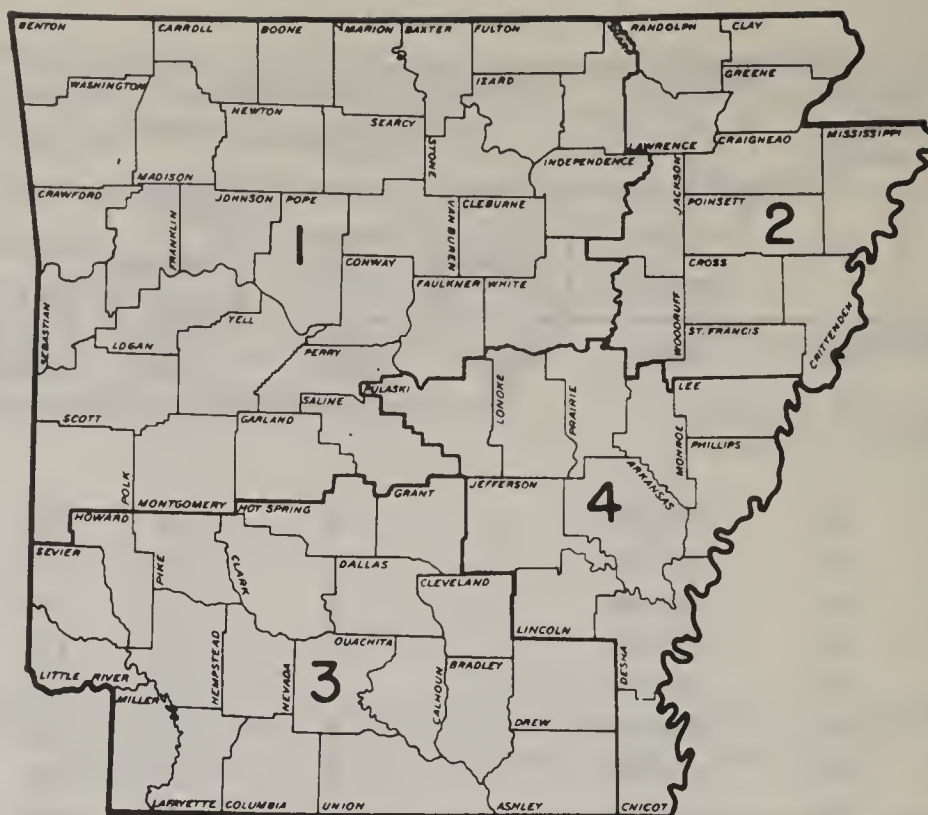 BENTON
CARROLL
BOONE
MARION
BAXTER
FULTON
SHARP
RANDOLPH
CLAY
WASHINGTON
IZARD
GREENE
NEWTON
SEARCY
STONE
INDEPENDENCE
LAWRENCE
CRAIGHEAD
MISSISSIPPI
CRAWFORD
MADISON
FRANKLIN
JOHNSON
POPE
VAN BUREN
CLEBURNE
JACKSON
POINSETT
1
2
CONWAY
CROSS
FAULKNER
WHITE
WOODRUFF
ST. FRANCIS
CRITTENDEN
SEBASTIAN
LOGAN
YELL
PERRY
PULASKI
LONOKE
PRAIRIE
LEE
SALINE
SCOTT
GARLAND
MONROE
PHILLIPS
POLK
MONTGOMERY
HOT SPRING
GRANT
JEFFERSON
4
ARKANSAS
HOWARD
SEVIER
PIKE
CLARK
DALLAS
CLEVELAND
LINCOLN
OUACHITA
LITTLE RIVER
HEMPSTEAD
NEVADA
3
CALHOUN
BRADLEY
DESHA
MILLER
DREW
LAFAYETTE
COLUMBIA
UNION
ASHLEY
CHICOT